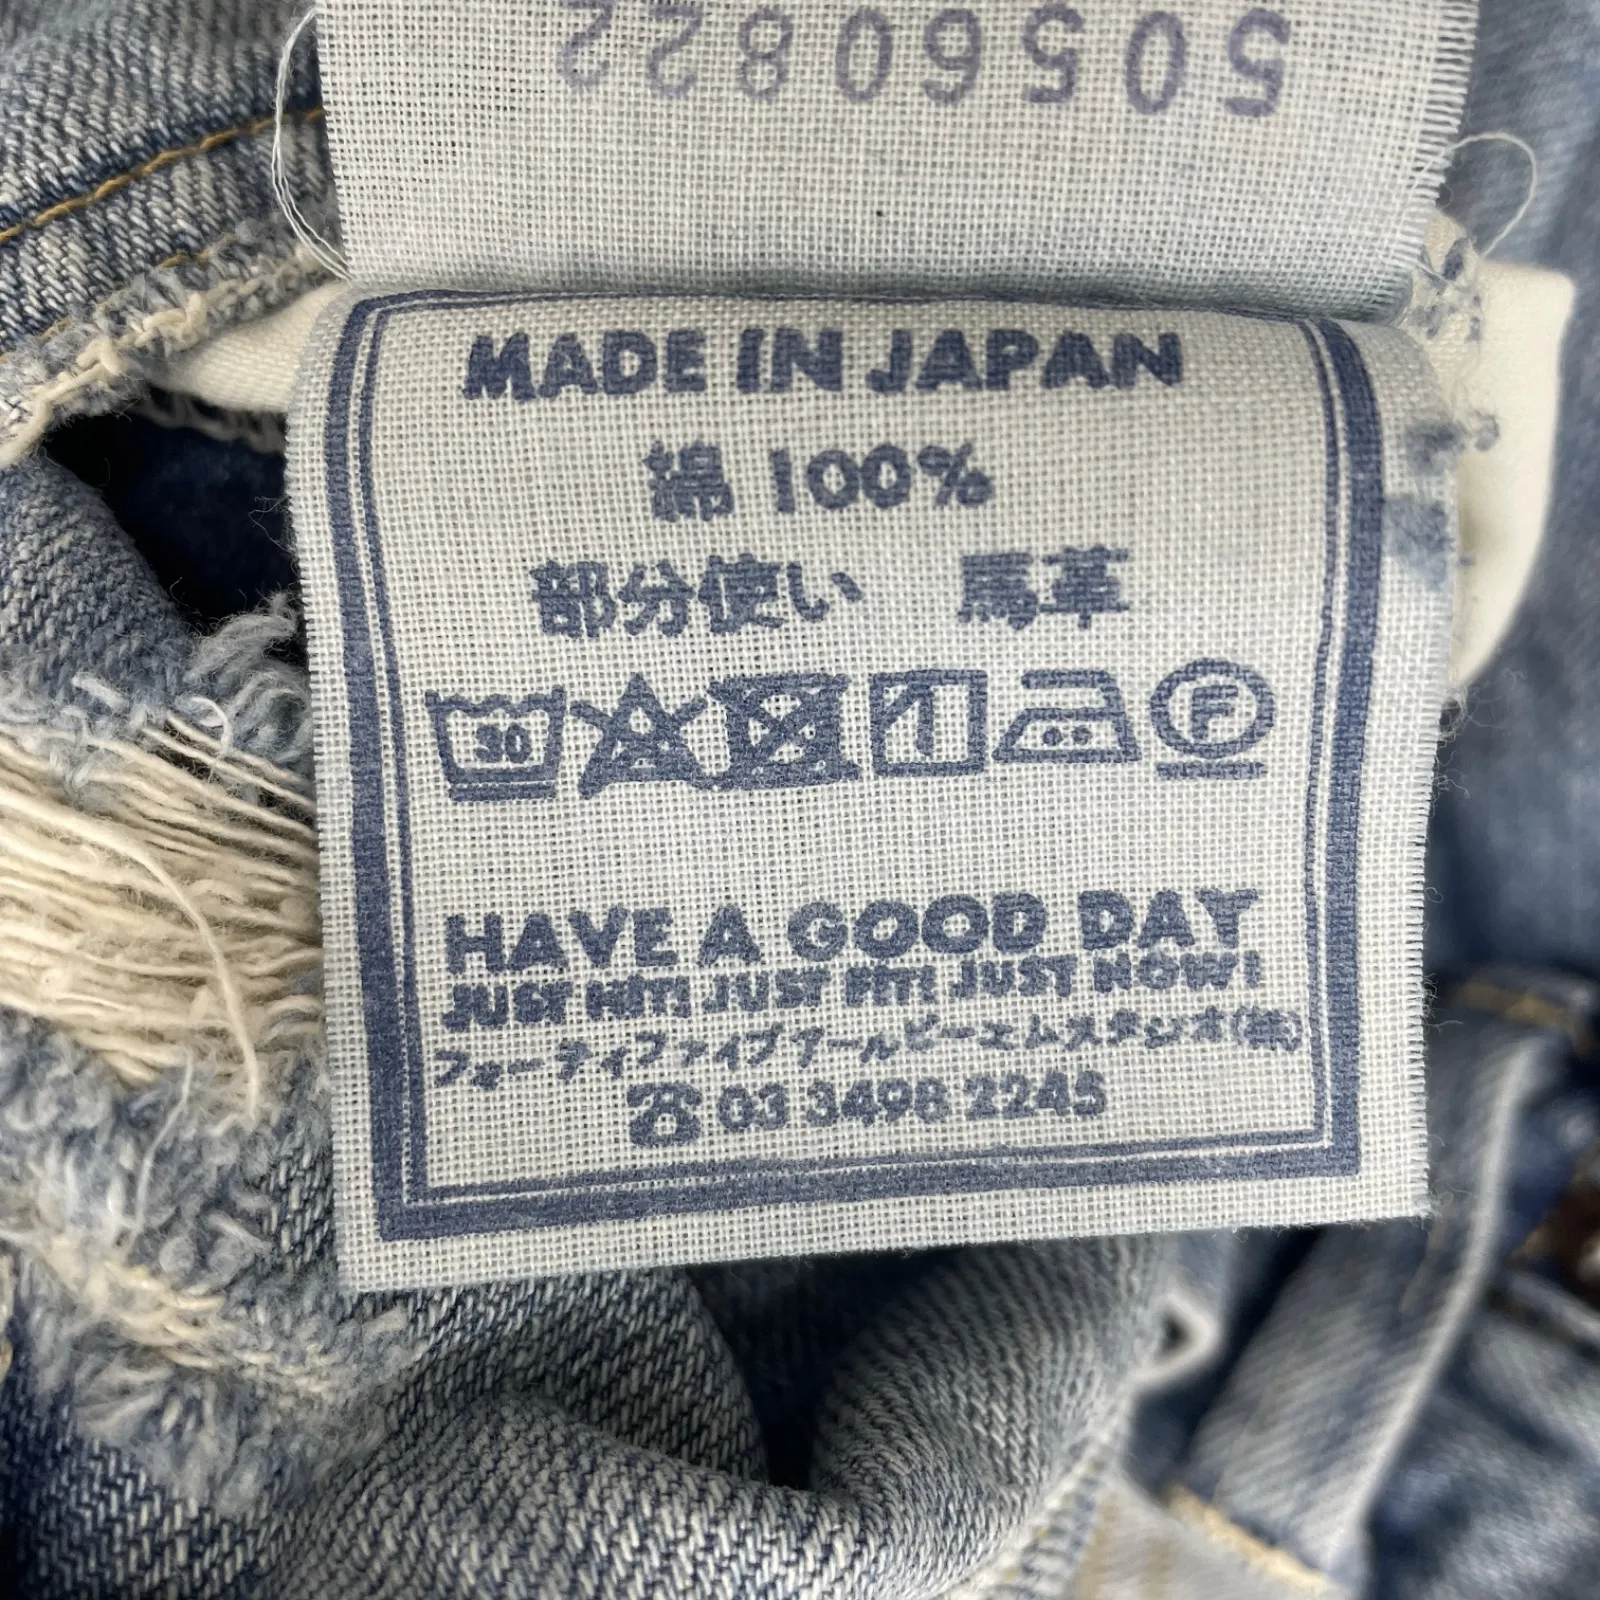 50560822
MADE IN JAPAN
綿 100%
部分使い 馬革
30
F
HAVE A GOOD DAY
JUST HIT! JUST FIT! JUST NOW!
フォーティファイブアールピーエムスタジオ(株)
☎03 3498 2245